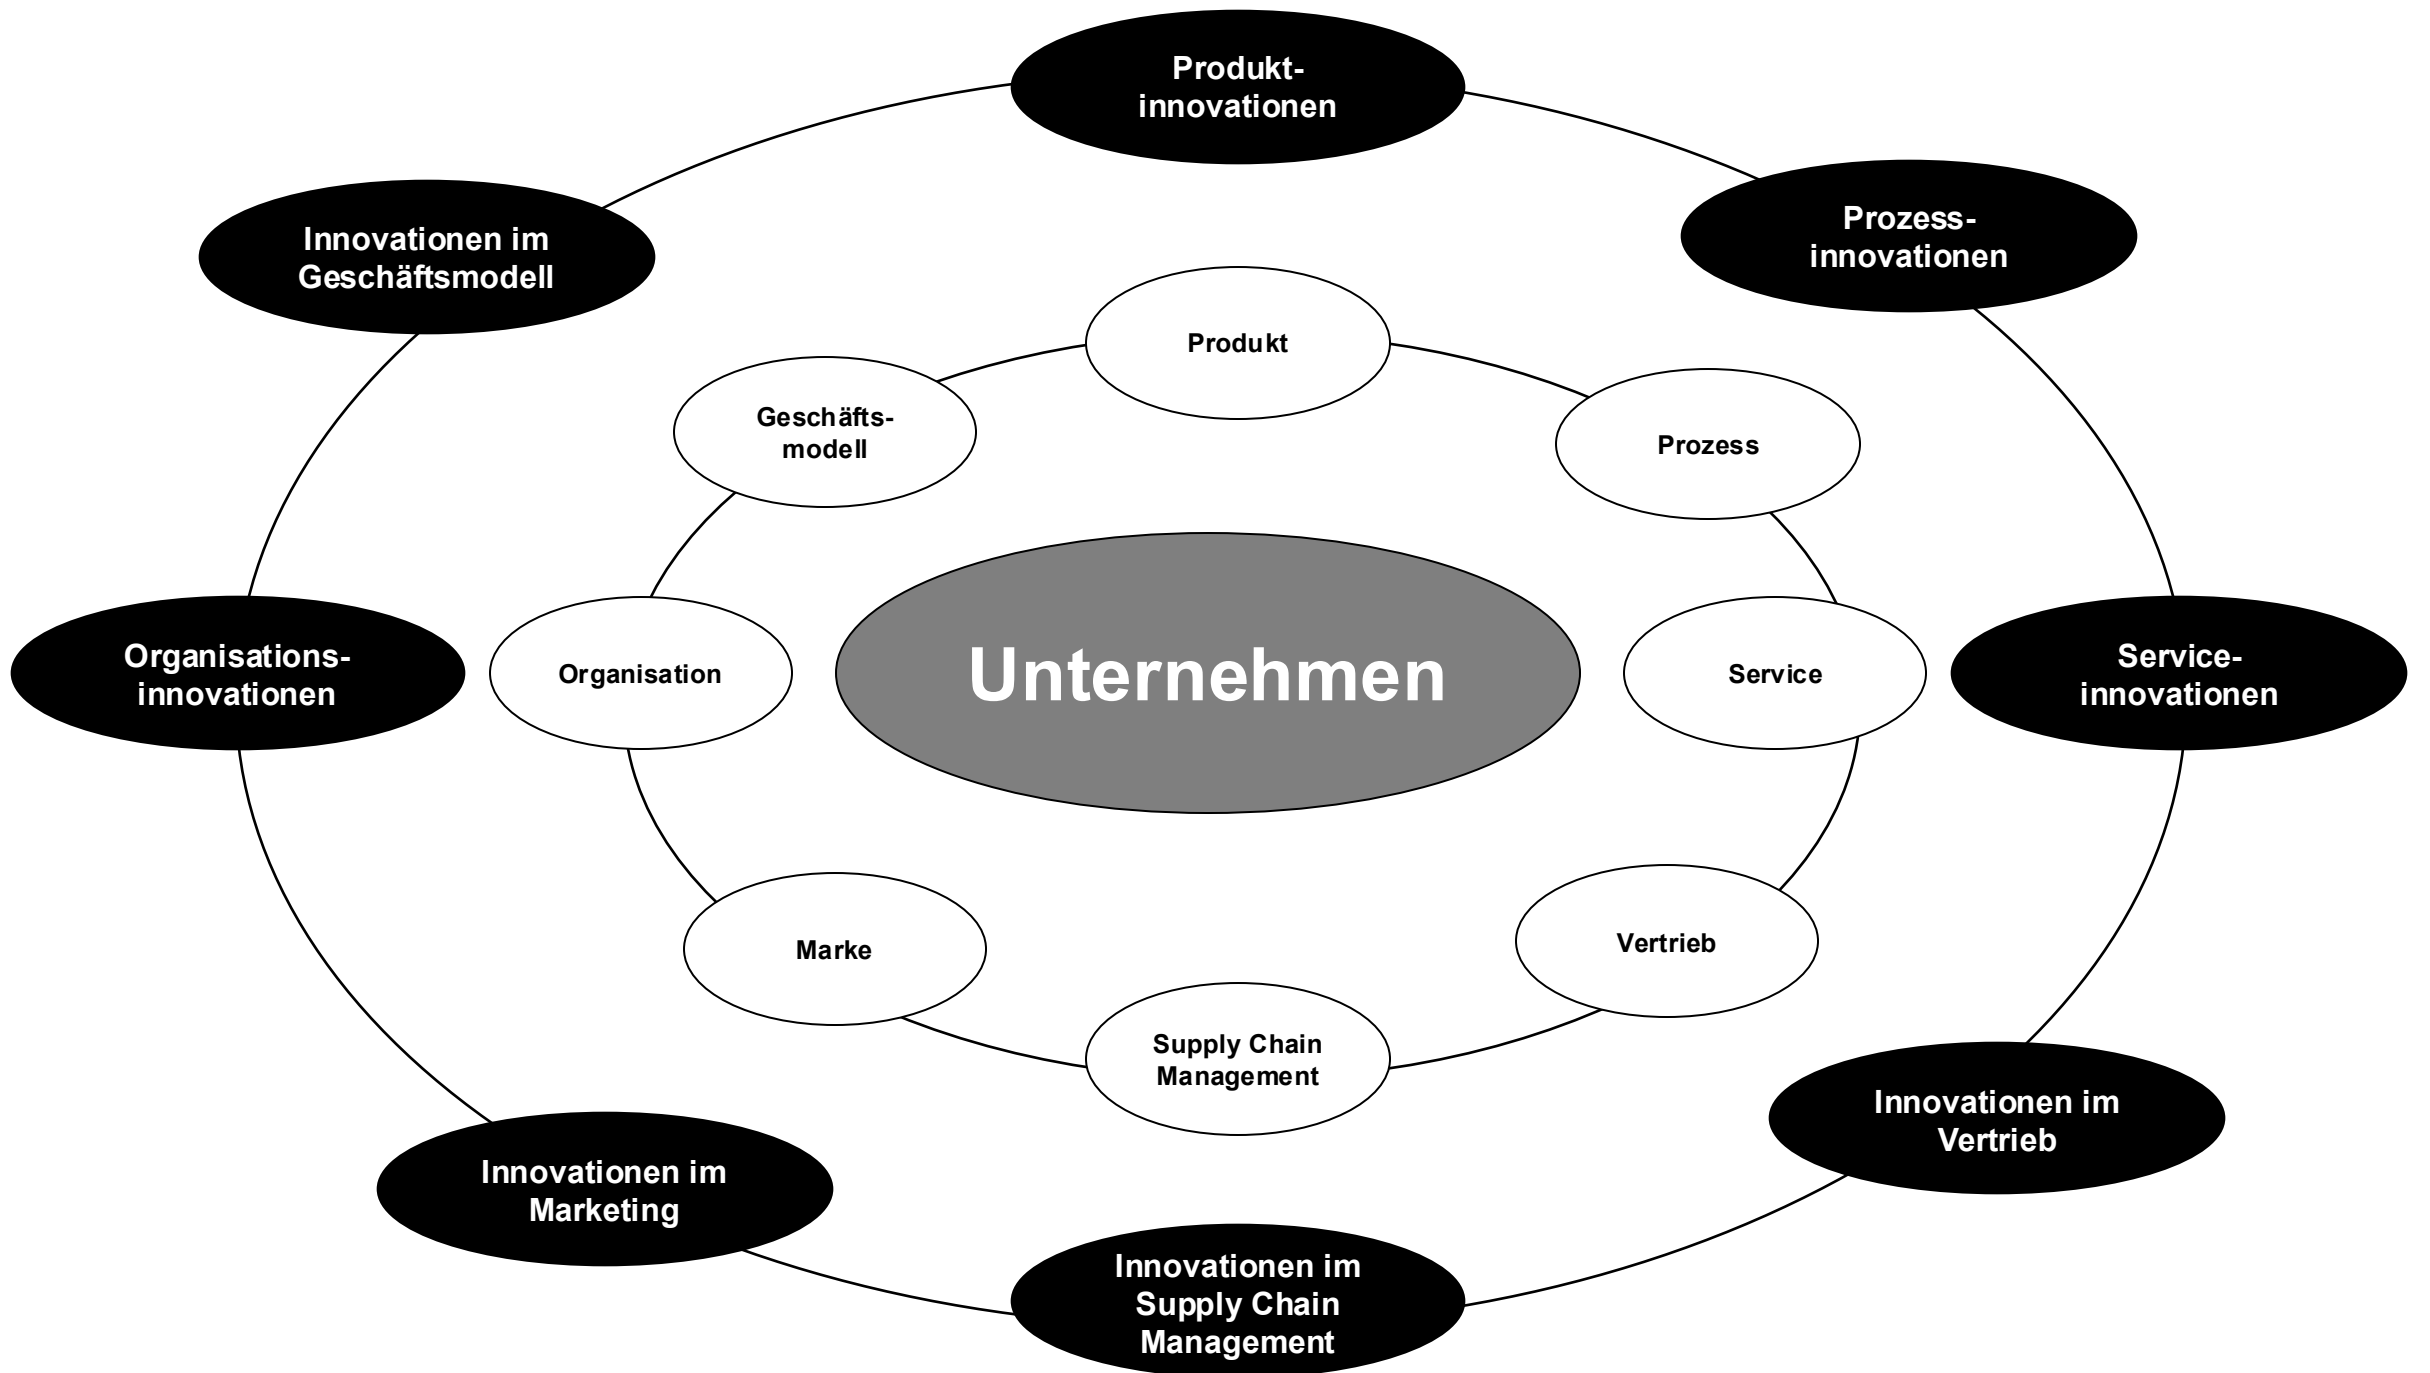 Produkt-
innovationen
Prozess-
innovationen
Innovationen im
Geschäftsmodell
Produkt
Geschäfts-
modell
Prozess
Organisations-
innovationen
Organisation
Unternehmen
Service
Service-
innovationen
Marke
Vertrieb
Supply Chain
Management
Innovationen im
Vertrieb
Innovationen im
Marketing
Innovationen im
Supply Chain
Management